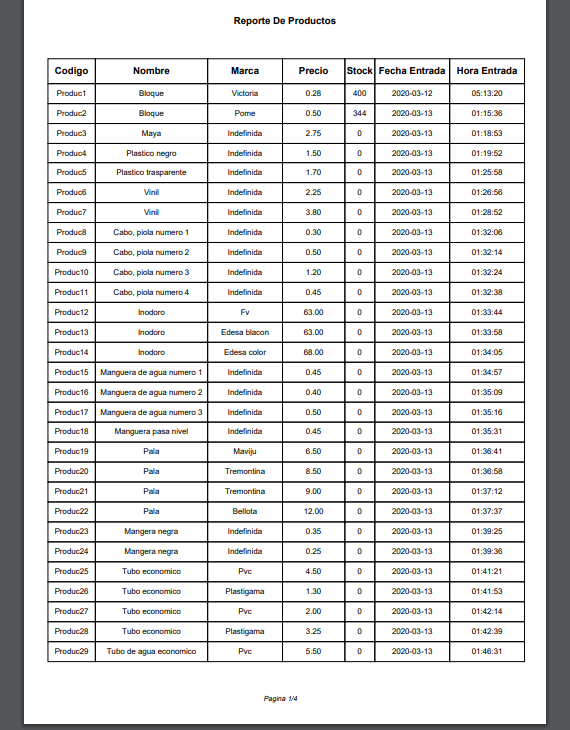 Reporte De Productos
Codigo Nombre Marca Precio Stock Fecha Entrada Hora Entrada
Produc1 Bloque Victoria 0.28 400 2020-03-12 05:13:20
Produc2 Bloque Pome 0.50 344 2020-03-13 01:15:36
Produc3 Maya Indefinida 2.75 0 2020-03-13 01:18:53
Produc4 Plastico negro Indefinida 1.50 0 2020-03-13 01:19:52
Produc5 Plastico trasparente Indefinida 1.70 0 2020-03-13 01:25:58
Produc6 Vinil Indefinida 2.25 0 2020-03-13 01:26:56
Produc7 Vinil Indefinida 3.80 0 2020-03-13 01:28:52
Produc8 Cabo, piola numero 1 Indefinida 0.30 0 2020-03-13 01:32:06
Produc9 Cabo, piola numero 2 Indefinida 0.50 0 2020-03-13 01:32:14
Produc10 Cabo, piola numero 3 Indefinida 1.20 0 2020-03-13 01:32:24
Produc11 Cabo, piola numero 4 Indefinida 0.45 0 2020-03-13 01:32:38
Produc12 Inodoro Fv 63.00 0 2020-03-13 01:33:44
Produc13 Inodoro Edesa blacon 63.00 0 2020-03-13 01:33:58
Produc14 Inodoro Edesa color 68.00 0 2020-03-13 01:34:05
Produc15 Manguera de agua numero 1 Indefinida 0.45 0 2020-03-13 01:34:57
Produc16 Manguera de agua numero 2 Indefinida 0.40 0 2020-03-13 01:35:09
Produc17 Manguera de agua numero 3 Indefinida 0.50 0 2020-03-13 01:35:16
Produc18 Manguera pasa nivel Indefinida 0.45 0 2020-03-13 01:35:31
Produc19 Pala Maviju 6.50 0 2020-03-13 01:36:41
Produc20 Pala Tremontina 8.50 0 2020-03-13 01:36:58
Produc21 Pala Tremontina 9.00 0 2020-03-13 01:37:12
Produc22 Pala Bellota 12.00 0 2020-03-13 01:37:37
Produc23 Mangera negra Indefinida 0.35 0 2020-03-13 01:39:25
Produc24 Mangera negra Indefinida 0.25 0 2020-03-13 01:39:36
Produc25 Tubo economico Pvc 4.50 0 2020-03-13 01:41:21
Produc26 Tubo economico Plastigama 1.30 0 2020-03-13 01:41:53
Produc27 Tubo economico Pvc 2.00 0 2020-03-13 01:42:14
Produc28 Tubo economico Plastigama 3.25 0 2020-03-13 01:42:39
Produc29 Tubo de agua economico Pvc 5.50 0 2020-03-13 01:46:31
Pagina 1/4